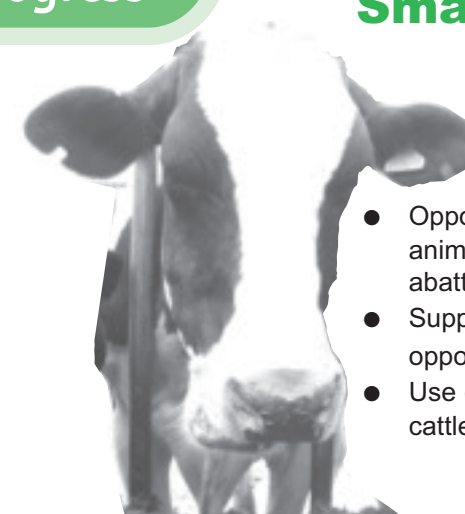 ogress
Sma
● Oppo
anim
abatt
● Supp
oppo
● Use
cattle